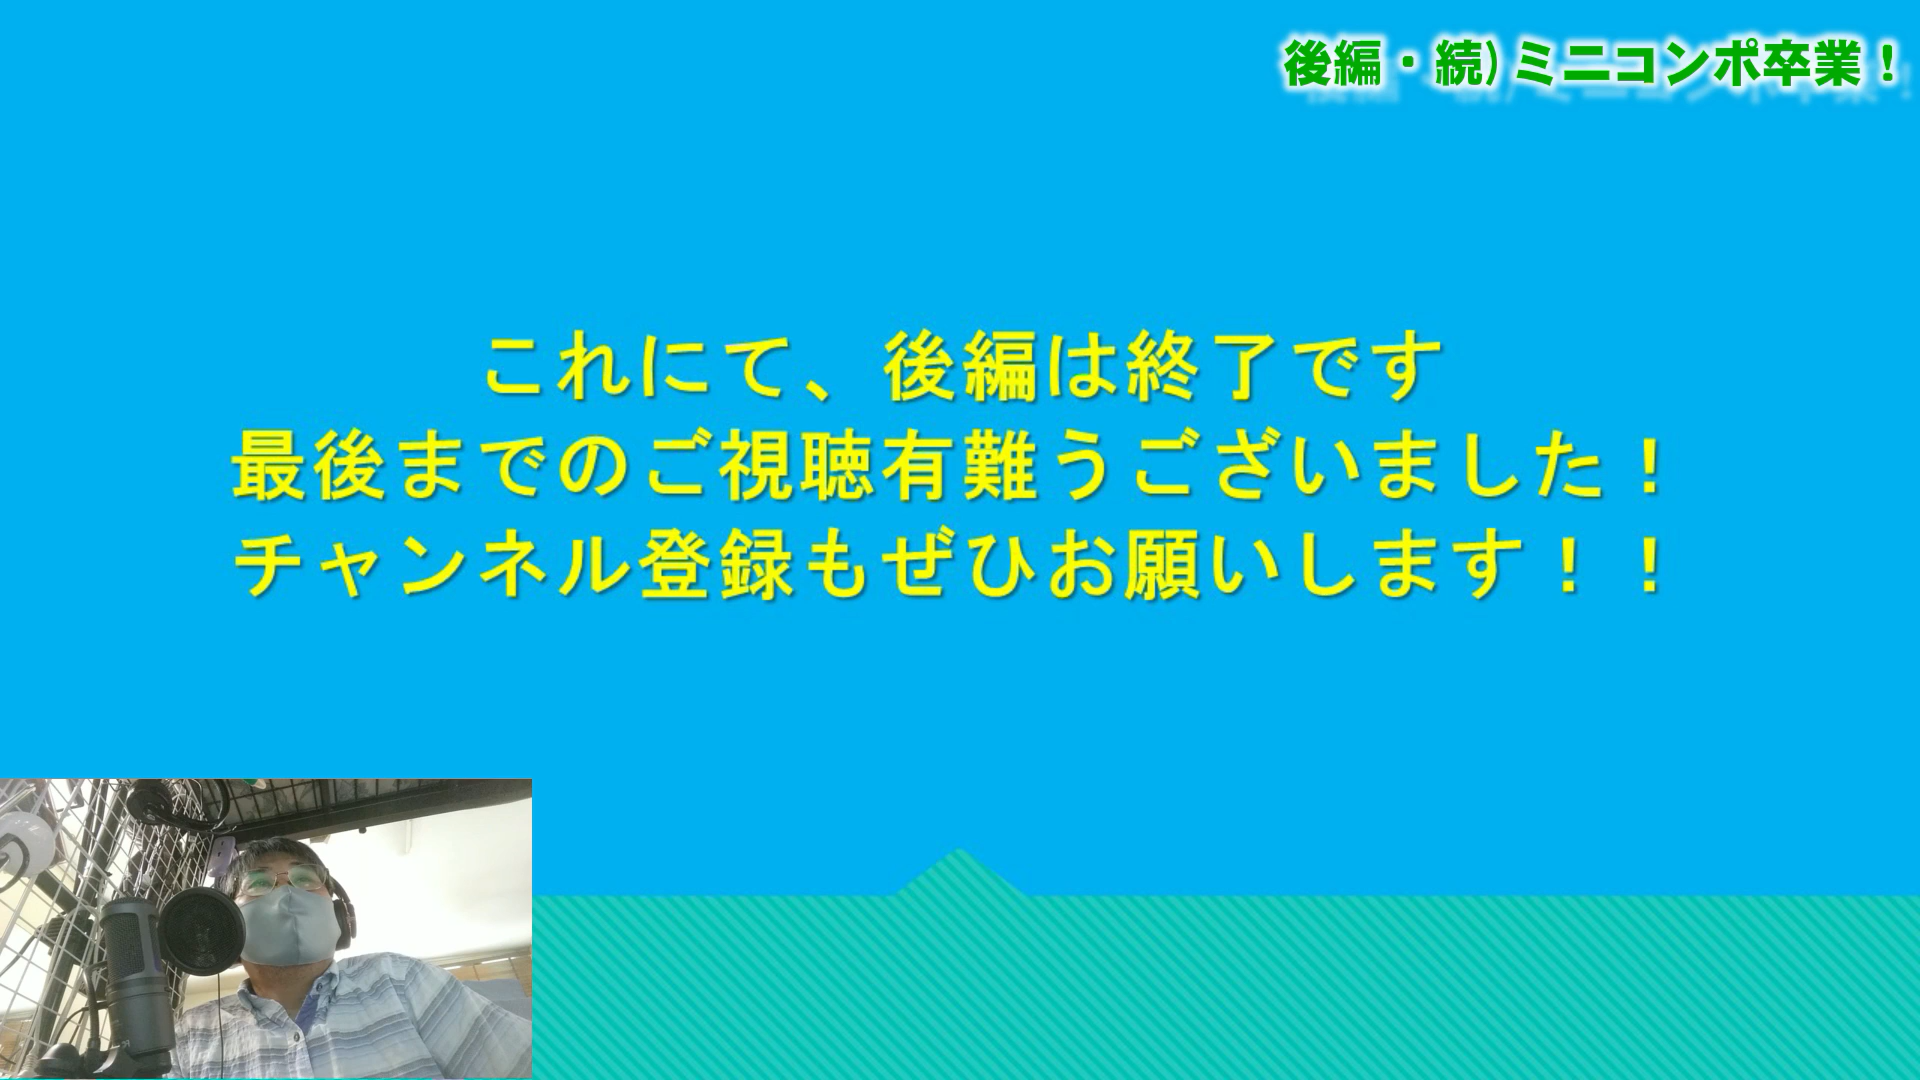 後編・続)ミニコンポ卒業！
これにて、後編は終了です
最後までのご視聴有難うございました！
チャンネル登録もぜひお願いします！！